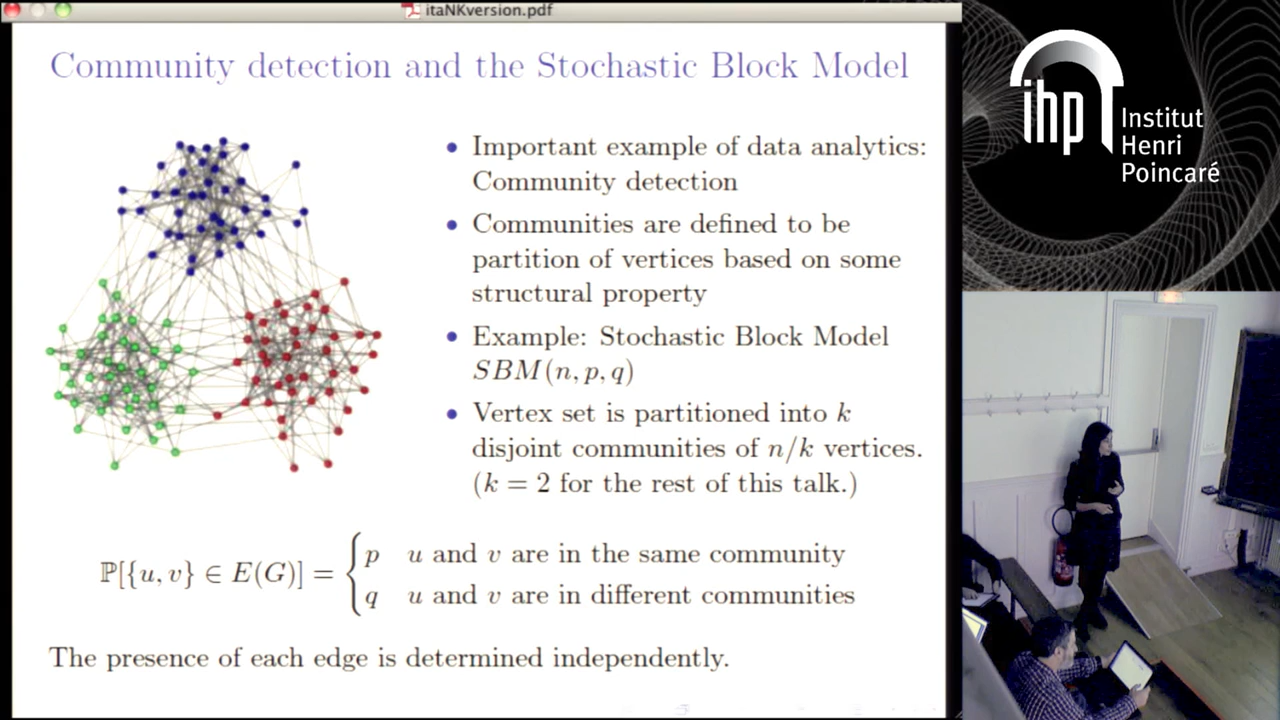 itaNKversion.pdf
Community detection and the Stochastic Block Model
• Important example of data analytics:
Community detection
• Communities are defined to be
partition of vertices based on some
structural property
• Example: Stochastic Block Model
SBM(n, p, q)
• Vertex set is partitioned into k
disjoint communities of n/k vertices.
(k = 2 for the rest of this talk.)
ℙ[{u, v} ∈ E(G)] = { p u and v are in the same community
q u and v are in different communities
The presence of each edge is determined independently.
ihp
Institut
Henri
Poincaré